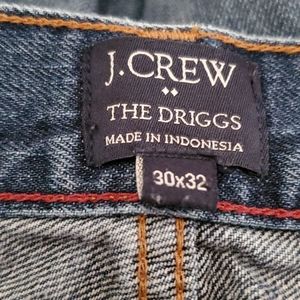 J.CREW
THE DRIGGS
MADE IN INDONESIA
30x32